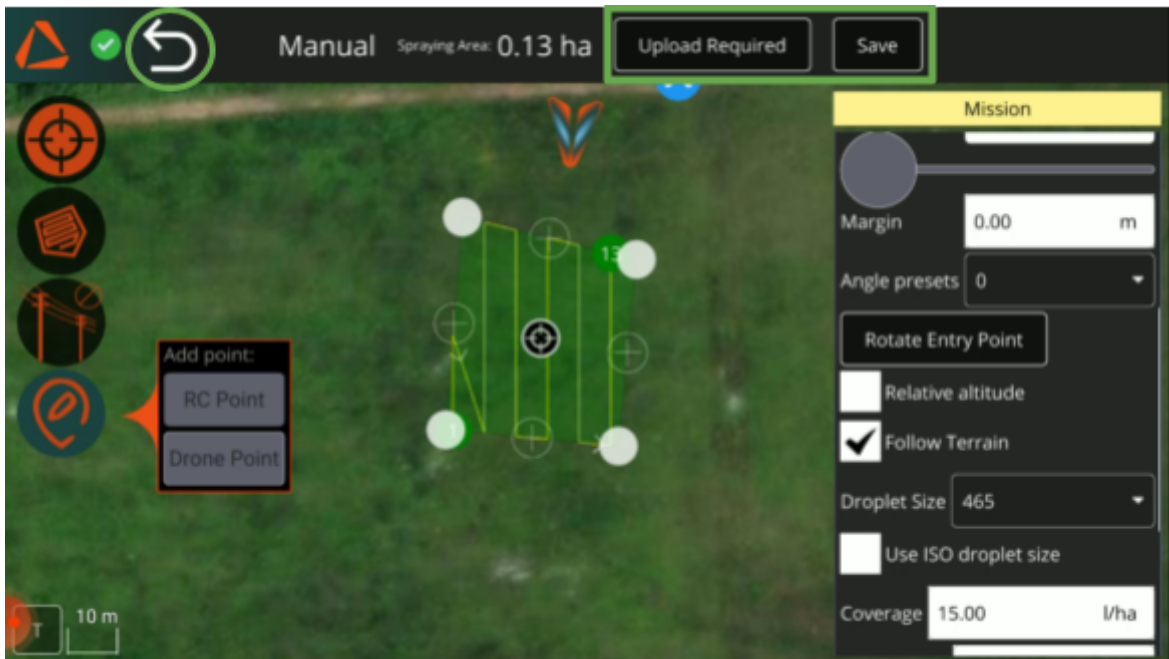 Manual Spraying Area: 0.13 ha Upload Required Save
Mission
Margin 0.00 m
Angle presets 0
Rotate Entry Point
Relative altitude
Follow Terrain
Droplet Size 465
Use ISO droplet size
Coverage 15.00 l/ha
13
1
Add point:
RC Point
Drone Point
T 10 m